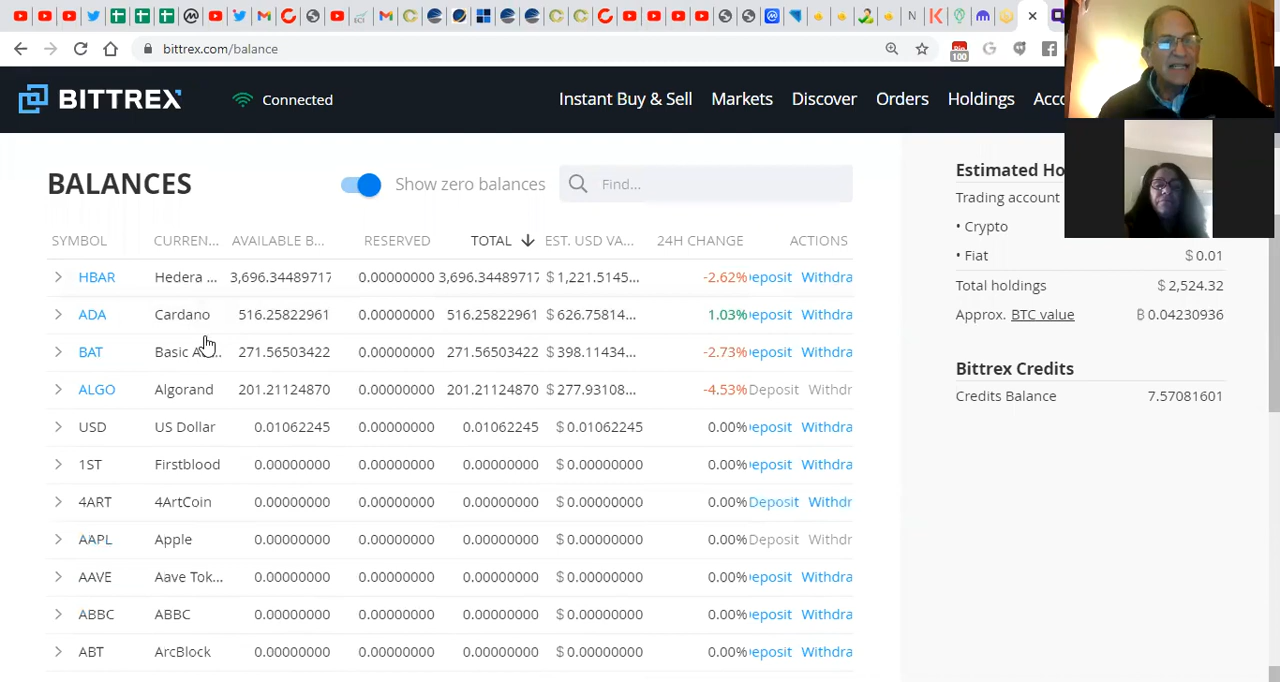 bittrex.com/balance
100
BITTREX Connected Instant Buy & Sell Markets Discover Orders Holdings Acco
BALANCES Show zero balances Find...
SYMBOL CURREN... AVAILABLE B... RESERVED TOTAL EST. USD VA... 24H CHANGE ACTIONS
HBAR Hedera ... 3,696.34489717 0.00000000 3,696.34489717 $ 1,221.5145... -2.62% eposit Withdra
ADA Cardano 516.25822961 0.00000000 516.25822961 $ 626.75814... 1.03% eposit Withdra
BAT Basic A... 271.56503422 0.00000000 271.56503422 $ 398.11434... -2.73% eposit Withdra
ALGO Algorand 201.21124870 0.00000000 201.21124870 $ 277.93108... -4.53% Deposit Withdr
USD US Dollar 0.01062245 0.00000000 0.01062245 $ 0.01062245 0.00% eposit Withdra
1ST Firstblood 0.00000000 0.00000000 0.00000000 $ 0.00000000 0.00% eposit Withdra
4ART 4ArtCoin 0.00000000 0.00000000 0.00000000 $ 0.00000000 0.00% Deposit Withdr
AAPL Apple 0.00000000 0.00000000 0.00000000 $ 0.00000000 0.00% Deposit Withdr
AAVE Aave Tok... 0.00000000 0.00000000 0.00000000 $ 0.00000000 0.00% eposit Withdra
ABBC ABBC 0.00000000 0.00000000 0.00000000 $ 0.00000000 0.00% eposit Withdra
ABT ArcBlock 0.00000000 0.00000000 0.00000000 $ 0.00000000 0.00% eposit Withdra
Estimated Ho
Trading account
• Crypto
• Fiat $ 0.01
Total holdings $ 2,524.32
Approx. BTC value ₿ 0.04230936
Bittrex Credits
Credits Balance 7.57081601